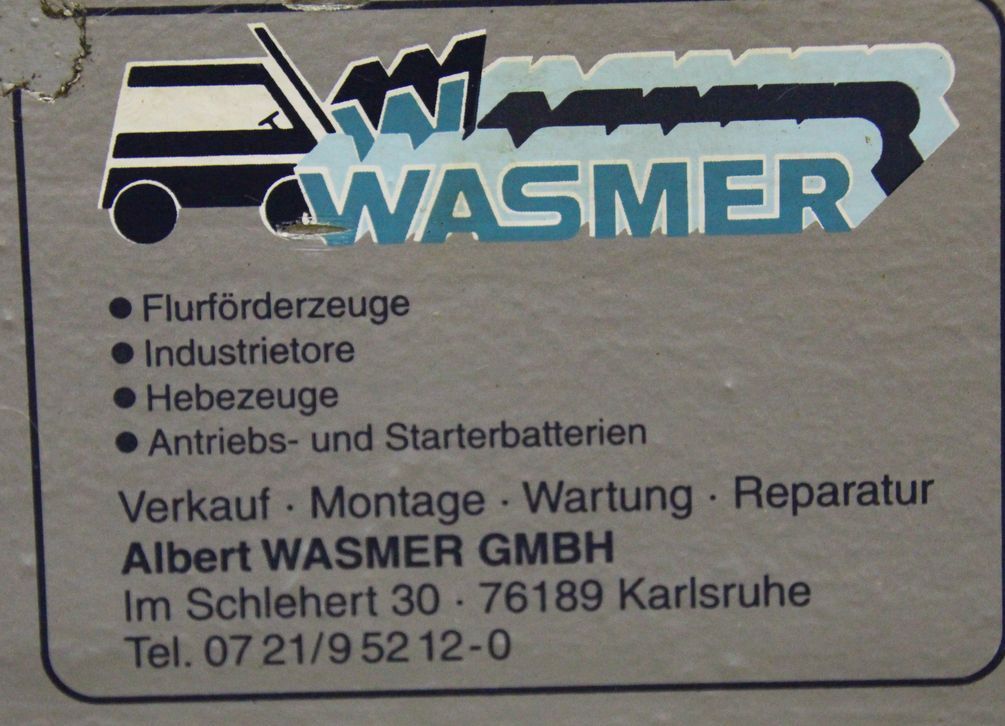 W
WASMER
• Flurförderzeuge
• Industrietore
• Hebezeuge
• Antriebs- und Starterbatterien
Verkauf · Montage · Wartung · Reparatur
Albert WASMER GMBH
Im Schlehert 30 · 76189 Karlsruhe
Tel. 07 21/9 52 12-0